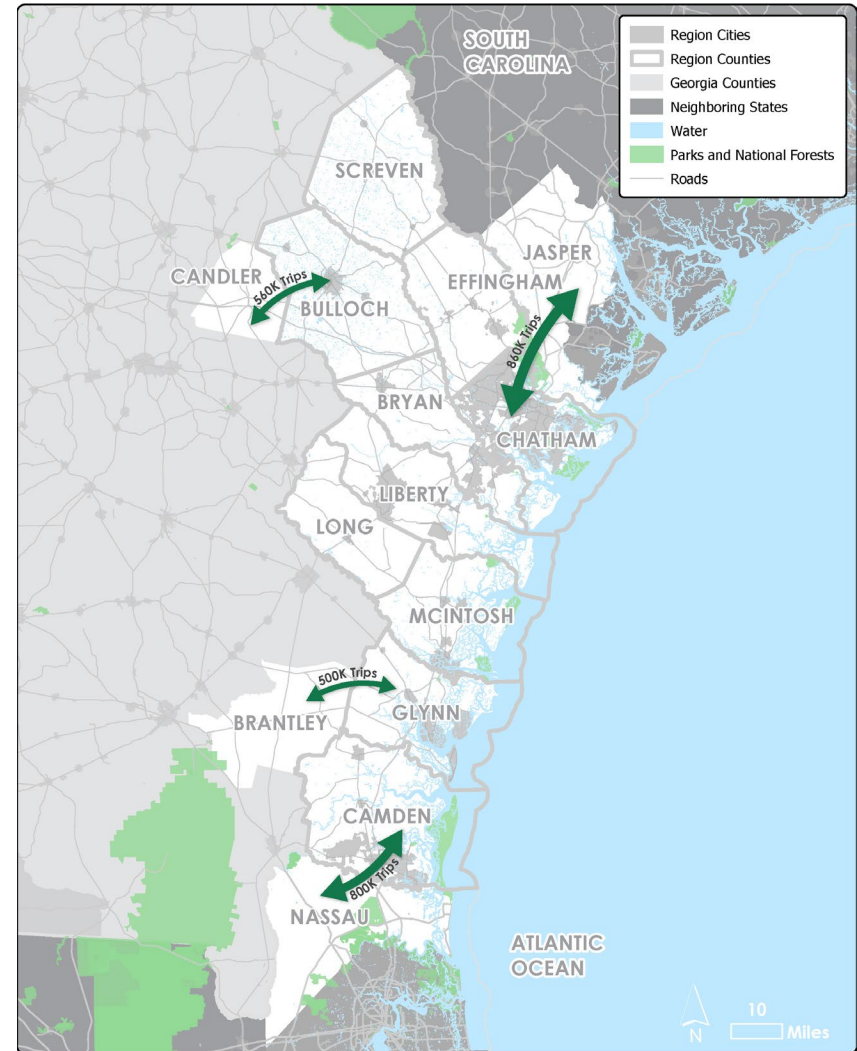 SOUTH
CAROLINA
Region Cities
Region Counties
Georgia Counties
Neighboring States
Water
Parks and National Forests
Roads
SCREVEN
JASPER
EFFINGHAM
CANDLER
560K Trips
BULLOCH
860K Trips
BRYAN
CHATHAM
LIBERTY
LONG
MCINTOSH
500K Trips
GLYNN
BRANTLEY
CAMDEN
800K Trips
NASSAU
ATLANTIC
OCEAN
N
10
Miles